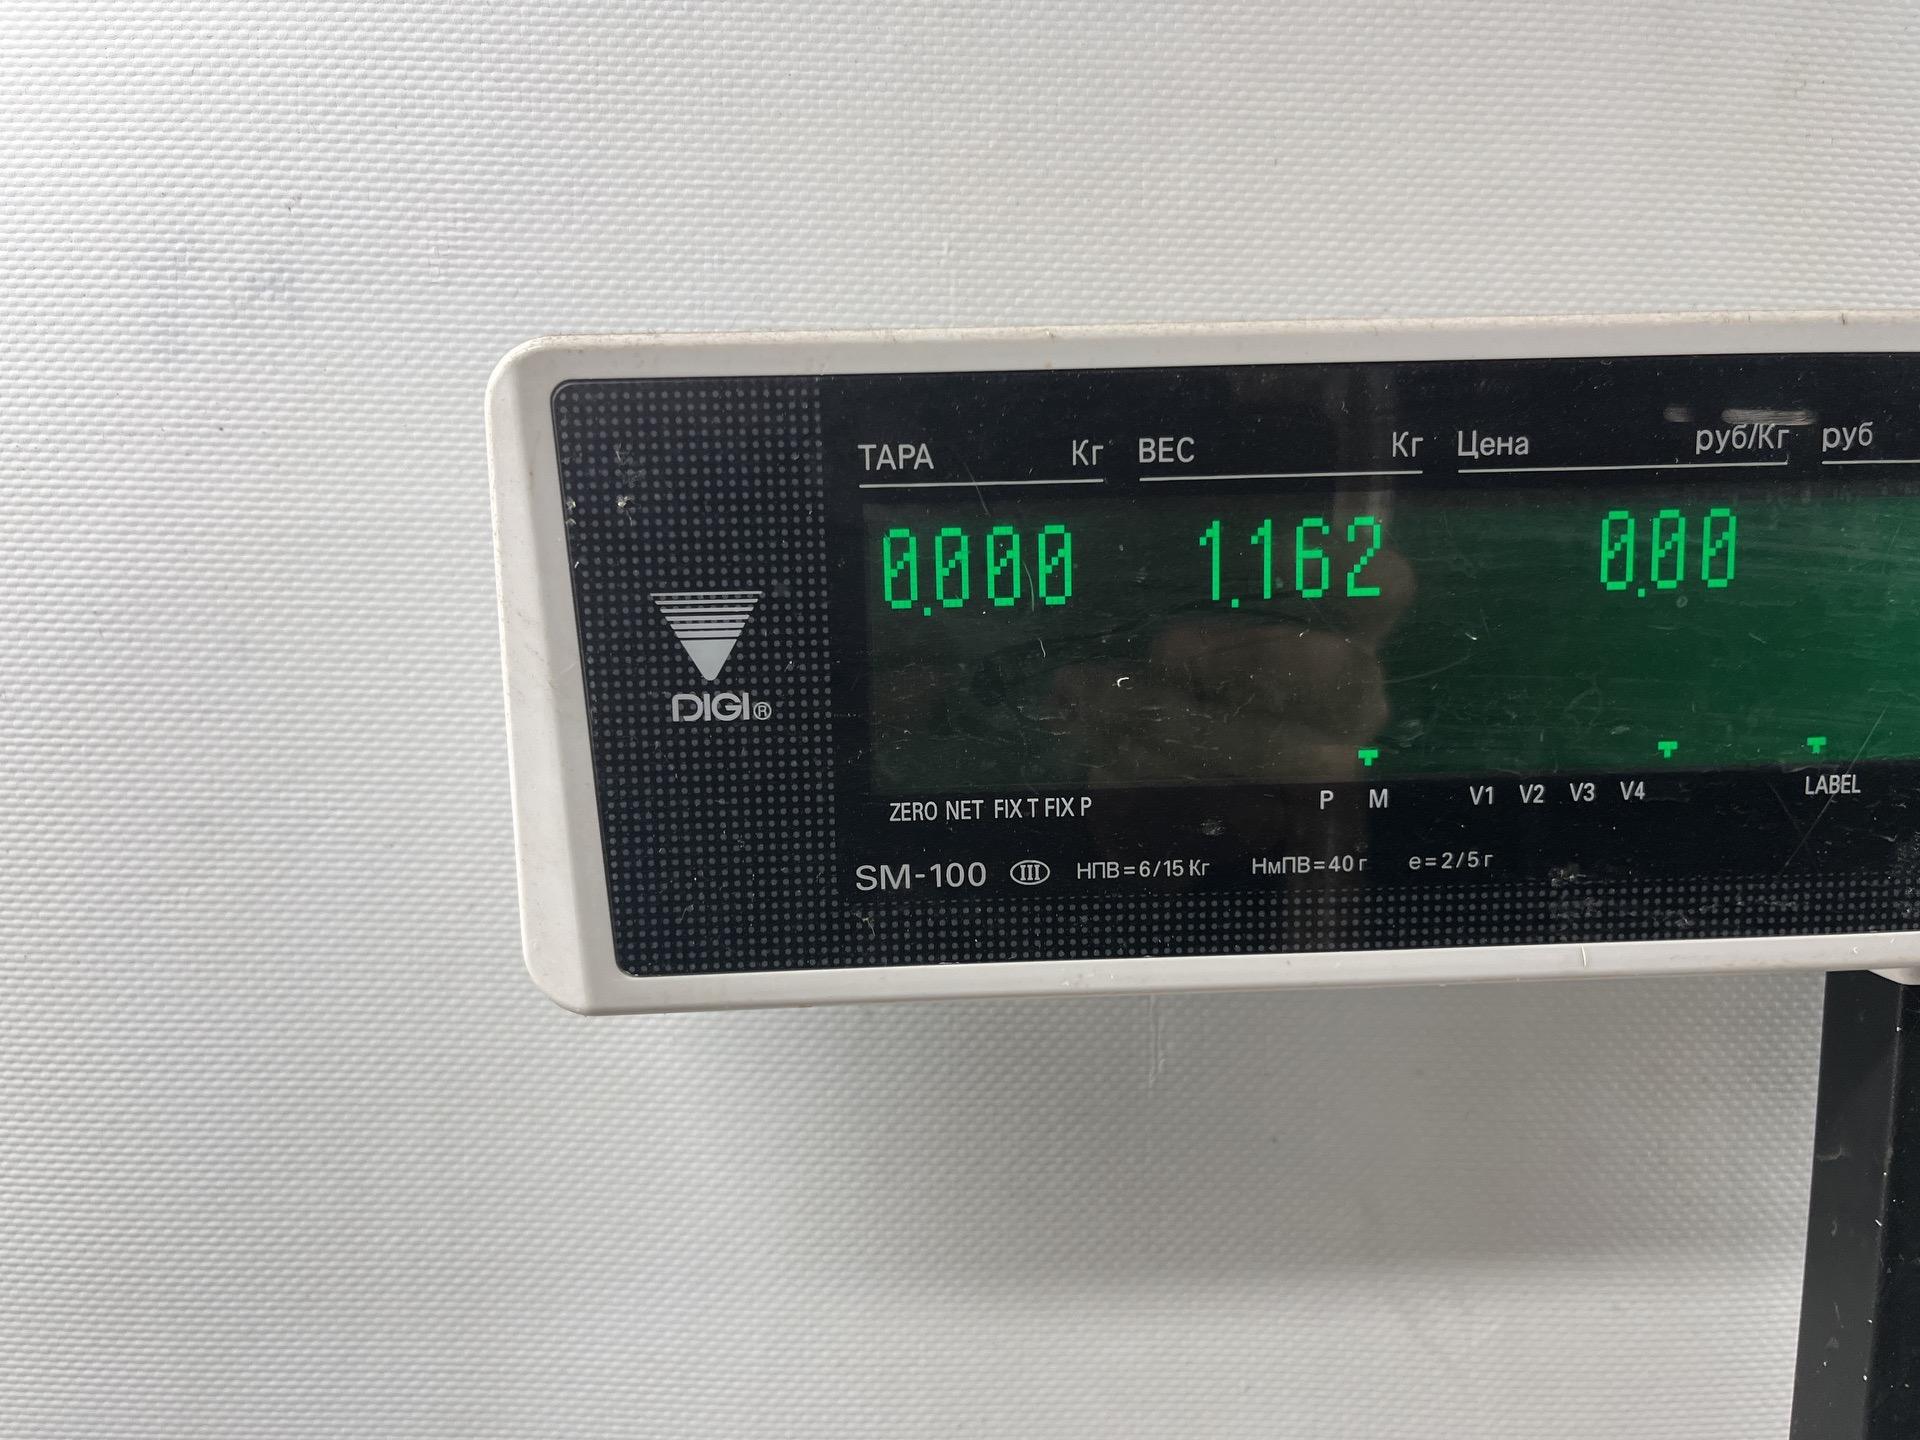 ТАРА Кг ВЕС Кг Цена руб/Кг руб
0.000 1.162 0.00
DIGI®
ZERO NET FIX T FIX P P M V1 V2 V3 V4 LABEL
SM-100 III НПВ=6/15 Кг НмПВ=40 г e=2/5 г